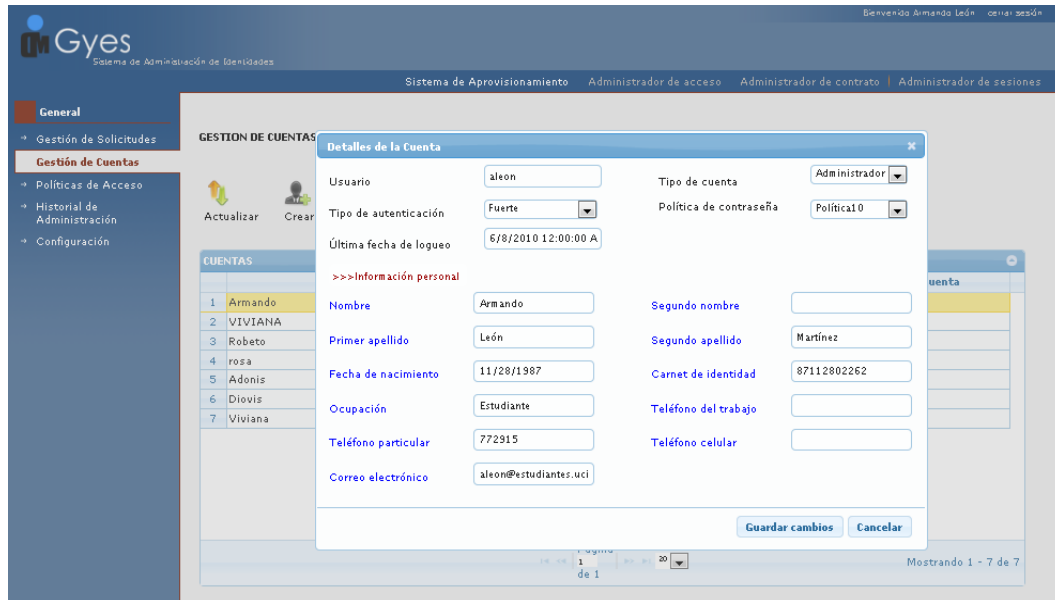 Bienvenido Armando León cerrar sesión
Gyes
Sistema de Administración de Identidades
Sistema de Aprovisionamiento Administrador de acceso Administrador de contrato | Administrador de sesiones
General
Gestión de Solicitudes
Gestión de Cuentas
Políticas de Acceso
Historial de
Administración
Configuración
GESTION DE CUENTAS
Actualizar Crear
CUENTAS
uenta
1 Armando
2 VIVIANA
3 Robeto
4 rosa
5 Adonis
6 Diovis
7 Viviana
Detalles de la Cuenta
Usuario aleon Tipo de cuenta Administrador
Tipo de autenticación Fuerte Política de contraseña Política10
Última fecha de logueo 6/8/2010 12:00:00 A
>>>Información personal
Nombre Armando Segundo nombre
Primer apellido León Segundo apellido Martínez
Fecha de nacimiento 11/28/1987 Carnet de identidad 87112802262
Ocupación Estudiante Teléfono del trabajo
Teléfono particular 772915 Teléfono celular
Correo electrónico aleon@estudiantes.uci
Guardar cambios Cancelar
Página
1 20
de 1
Mostrando 1 - 7 de 7